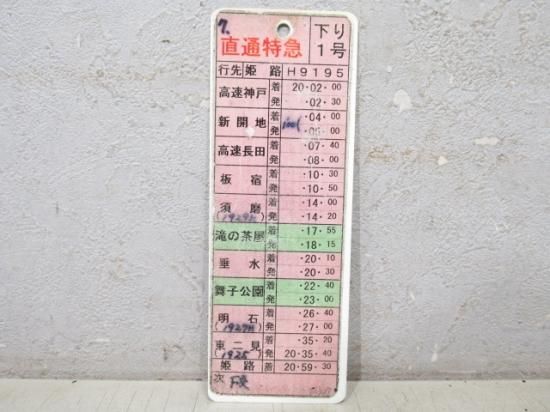 7.
直通特急 下り 1号
行先 姫路 H9195
高速神戸 着 20・02・00
発 ・02・30
新開地 着 ・04・00
発 ・05・00
高速長田 着 ・07・40
発 ・08・00
板宿 着 ・10・30
発 ・10・50
須磨 着 ・14・00
発 ・14・20
滝の茶屋 着 ・17・55
発 ・18・15
垂水 着 ・20・10
発 ・20・30
舞子公園 着 ・22・40
発 ・23・00
明石 着 ・26・40
発 ・27・00
東二見 着 ・35・20
(1925) 発 20・35・40
姫路 着 20・59・30
次